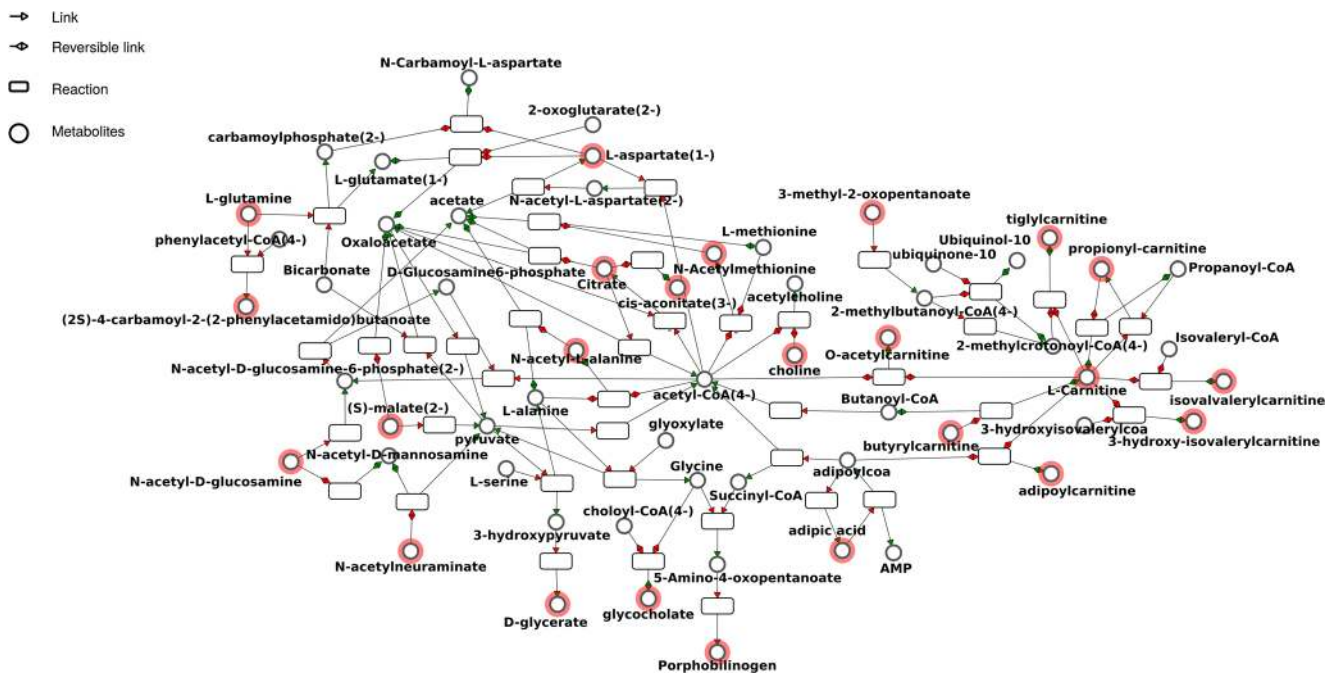 Link
Reversible link
Reaction
Metabolites
N-Carbamoyl-L-aspartate
2-oxoglutarate(2-)
carbamoylphosphate(2-)
L-aspartate(1-)
L-glutamate(1-)
L-glutamine
N-acetyl-L-aspartate(2-)
acetate
3-methyl-2-oxopentanoate
tiglylcarnitine
phenylacetyl-CoA(4-)
Oxaloacetate
L-methionine
Ubiquinol-10
ubiquinone-10
propionyl-carnitine
Propanoyl-CoA
Bicarbonate
D-Glucosamine6-phosphate
Citrate
N-Acetylmethionine
acetylcholine
cis-aconitate(3-)
2-methylbutanoyl-CoA(4-)
(2S)-4-carbamoyl-2-(2-phenylacetamido)butanoate
2-methylcrotonoyl-CoA(4-)
Isovaleryl-CoA
N-acetyl-L-alanine
choline
O-acetylcarnitine
N-acetyl-D-glucosamine-6-phosphate(2-)
acetyl-CoA(4-)
L-Carnitine
isovalvalerylcarnitine
(S)-malate(2-)
L-alanine
Butanoyl-CoA
pyruvate
glyoxylate
3-hydroxyisovalerylcoa
3-hydroxy-isovalerylcarnitine
butyrylcarnitine
N-acetyl-D-mannosamine
N-acetyl-D-glucosamine
L-serine
Glycine
adipoylcoa
Succinyl-CoA
adipoylcarnitine
choloyl-CoA(4-)
3-hydroxypyruvate
adipic acid
N-acetylneuraminate
5-Amino-4-oxopentanoate
AMP
D-glycerate
glycocholate
Porphobilinogen